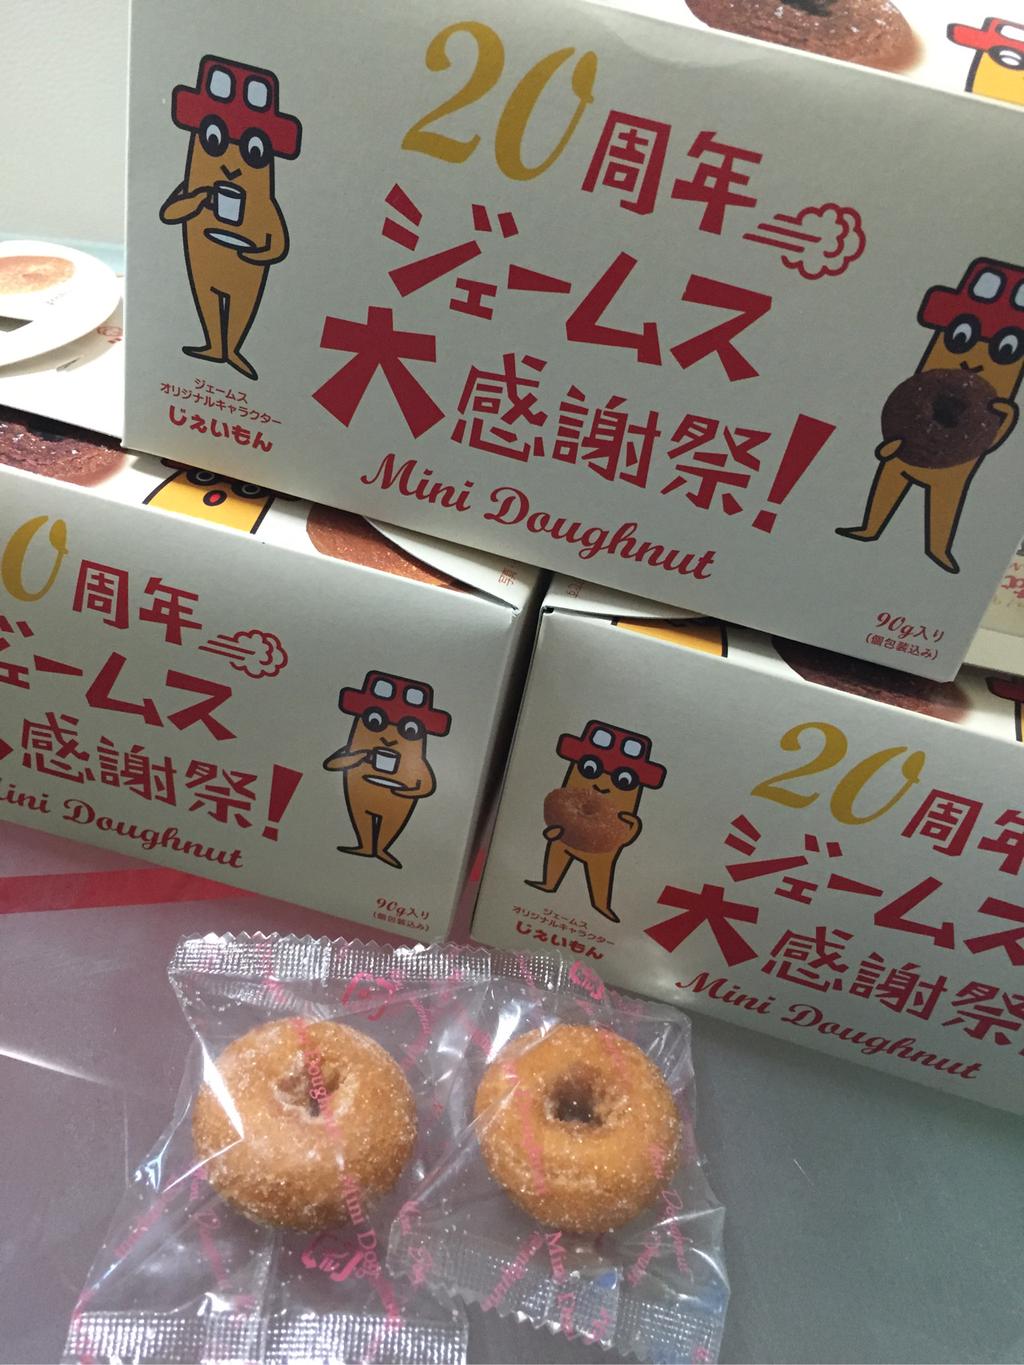 20周年
ジェームス
大感謝祭!
Mini Doughnut
ジェームス
オリジナルキャラクター
じえいもん
90g入り
(個包装込み)
0周年
ジェームス
感謝祭!
ini Doughnut
90g入り
(個包装込み)
20周年
ジェームス
大感謝祭
Mini Doughnut
ジェームス
オリジナルキャラクター
じえいもん
Mini Do